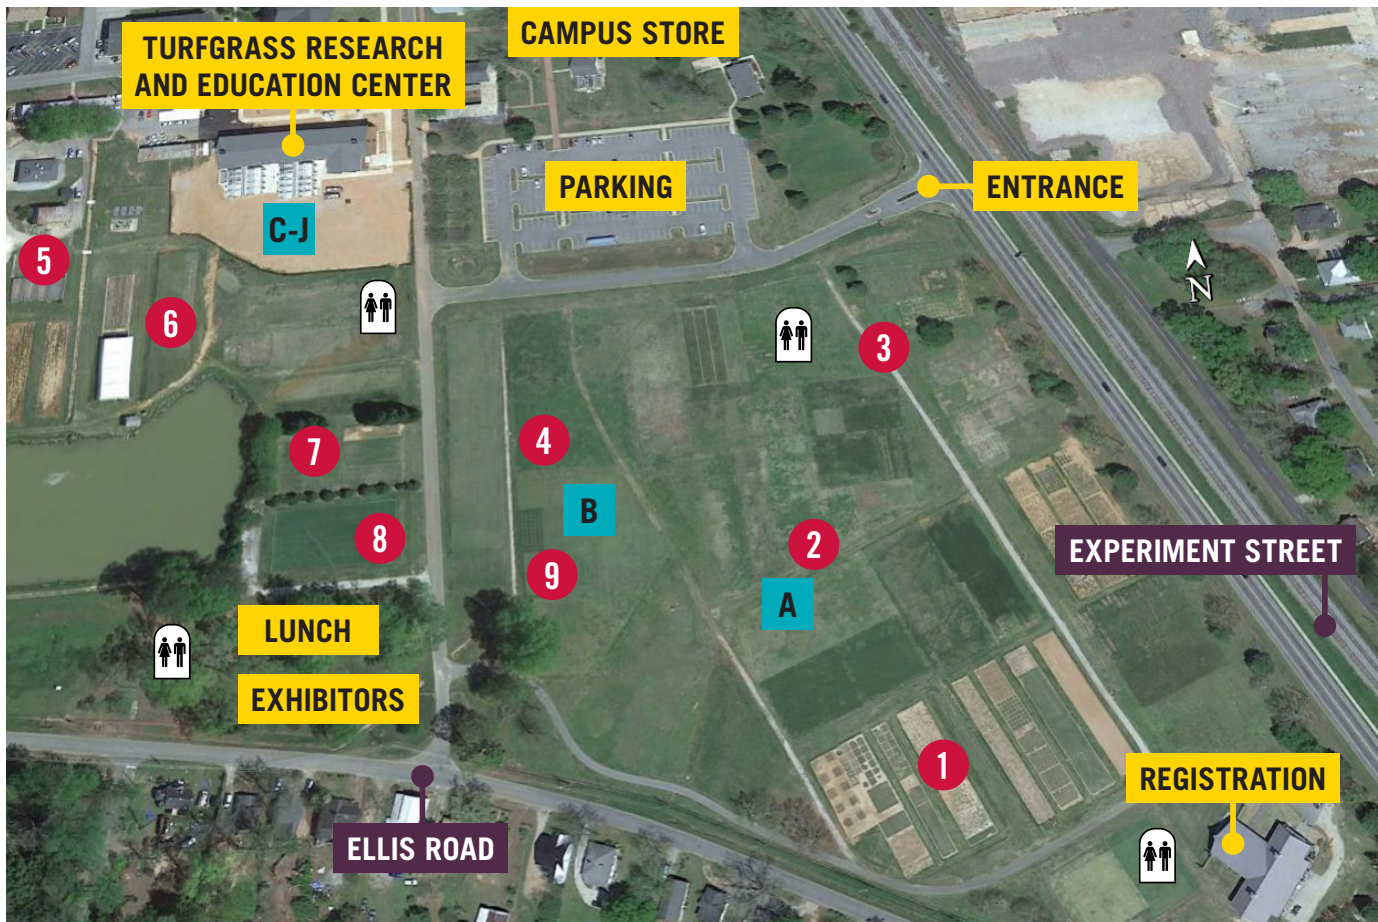 CAMPUS STORE
TURFGRASS RESEARCH
AND EDUCATION CENTER
PARKING
ENTRANCE
C-J
5
N
6
3
4
7
B
8
2
EXPERIMENT STREET
9
A
LUNCH
EXHIBITORS
1
REGISTRATION
ELLIS ROAD